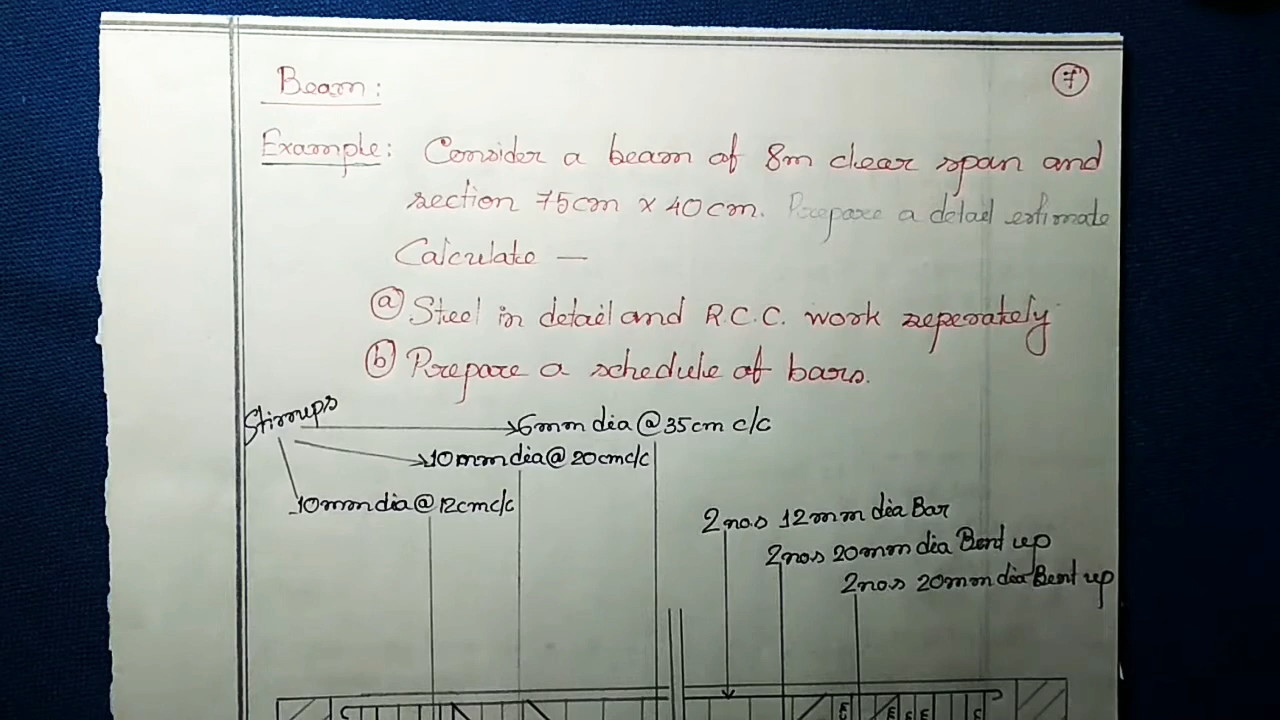 Beam:
7
Example: Consider a beam of 8m clear span and
section 75cm x 40cm. Prepare a detail estimate
Calculate —
(a) Steel in detail and R.C.C. work seperately
(b) Prepare a schedule of bars.
Stirrups
6mm dia @ 35cm c/c
10mm dia @ 20cm c/c
10mm dia @ 12cm c/c
2nos 12mm dia Bar
2nos 20mm dia Bent up
2nos 20mm dia Bent up